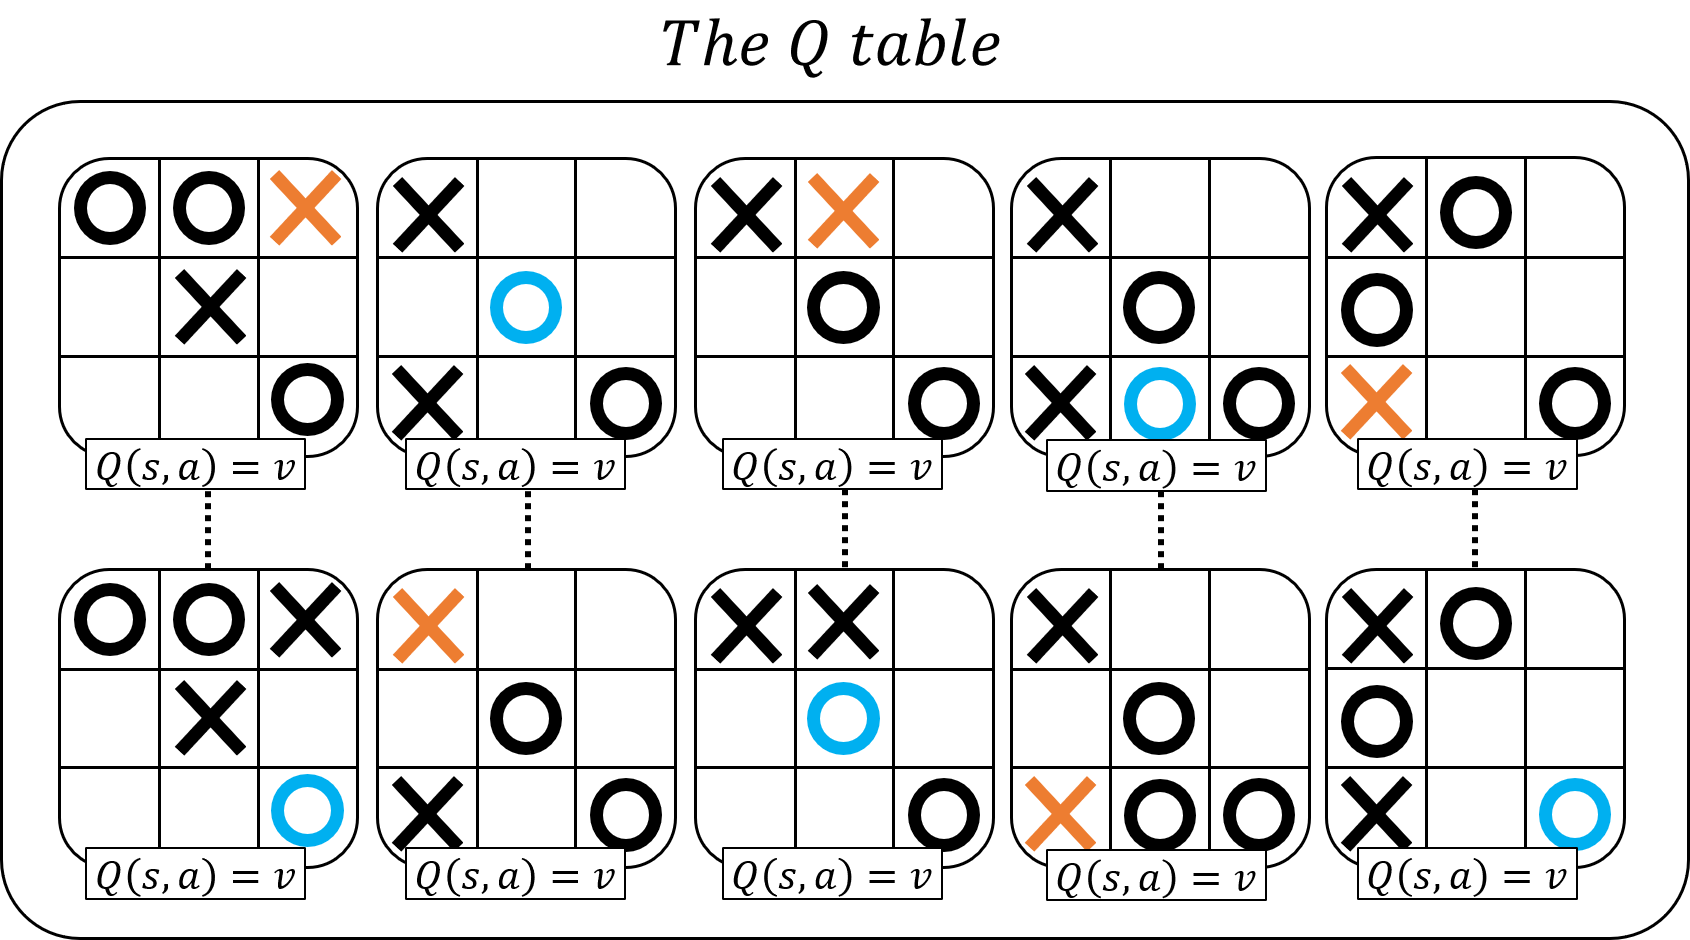 The Q table
Q(s,a) = v
Q(s,a) = v
Q(s,a) = v
Q(s,a) = v
Q(s,a) = v
Q(s,a) = v
Q(s,a) = v
Q(s,a) = v
Q(s,a) = v
Q(s,a) = v